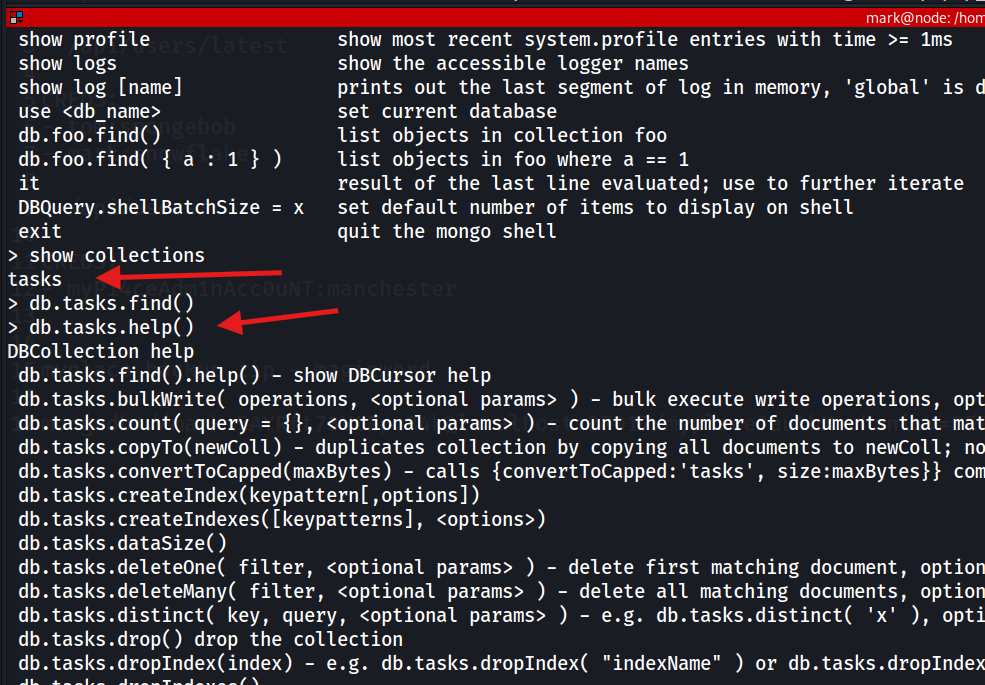 mark@node: /hom
show profile show most recent system.profile entries with time >= 1ms
show logs show the accessible logger names
show log [name] prints out the last segment of log in memory, 'global' is d
use <db_name> set current database
db.foo.find() list objects in collection foo
db.foo.find( { a : 1 } ) list objects in foo where a == 1
it result of the last line evaluated; use to further iterate
DBQuery.shellBatchSize = x set default number of items to display on shell
exit quit the mongo shell
> show collections
tasks
> db.tasks.find()
> db.tasks.help()
DBCollection help
db.tasks.find().help() - show DBCursor help
db.tasks.bulkWrite( operations, <optional params> ) - bulk execute write operations, opt
db.tasks.count( query = {}, <optional params> ) - count the number of documents that mat
db.tasks.copyTo(newColl) - duplicates collection by copying all documents to newColl; no
db.tasks.convertToCapped(maxBytes) - calls {convertToCapped:'tasks', size:maxBytes}} com
db.tasks.createIndex(keypattern[,options])
db.tasks.createIndexes([keypatterns], <options>)
db.tasks.dataSize()
db.tasks.deleteOne( filter, <optional params> ) - delete first matching document, option
db.tasks.deleteMany( filter, <optional params> ) - delete all matching documents, option
db.tasks.distinct( key, query, <optional params> ) - e.g. db.tasks.distinct( 'x' ), opti
db.tasks.drop() drop the collection
db.tasks.dropIndex(index) - e.g. db.tasks.dropIndex( "indexName" ) or db.tasks.dropIndex
db.tasks.dropIndexes()